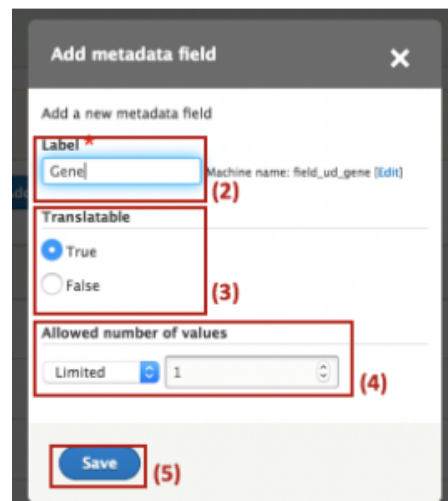 Add metadata field
Add a new metadata field
Label *
Gene Machine name: field_ud_gene [Edit]
(2)
Translatable
True
False
(3)
Allowed number of values
Limited 1
(4)
Save
(5)